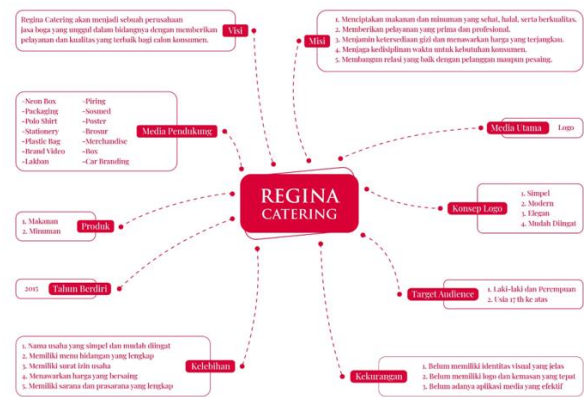 Regina Catering akan menjadi sebuah perusahaan
jasa boga yang unggul dalam bidangnya dengan memberikan
pelayanan dan kualitas yang terbaik bagi calon konsumen.
Visi
Misi
1. Menciptakan makanan dan minuman yang sehat, halal, serta berkualitas.
2. Memberikan pelayanan yang prima dan profesional.
3. Menjamin ketersediaan gizi dan menawarkan harga yang terjangkau.
4. Menjaga kedisiplinan waktu untuk kebutuhan konsumen.
5. Membangun relasi yang baik dengan pelanggan maupun pesaing.
-Neon Box
-Packaging
-Polo Shirt
-Stationery
-Plastic Bag
-Brand Video
-Lakban
-Piring
-Sosmed
-Poster
-Brosur
-Merchandise
-Box
-Car Branding
Media Pendukung
Media Utama
Logo
REGINA
CATERING
Konsep Logo
1. Simpel
2. Modern
3. Elegan
4. Mudah Diingat
1. Makanan
2. Minuman
Produk
2015
Tahun Berdiri
Target Audience
1. Laki-laki dan Perempuan
2. Usia 17 th ke atas
1. Nama usaha yang simpel dan mudah diingat
2. Memiliki menu hidangan yang lengkap
3. Memiliki surat izin usaha
4. Menawarkan harga yang bersaing
5. Memiliki sarana dan prasarana yang lengkap
Kelebihan
Kekurangan
1. Belum memiliki identitas visual yang jelas
2. Belum memiliki logo dan kemasan yang tepat
3. Belum adanya aplikasi media yang efektif